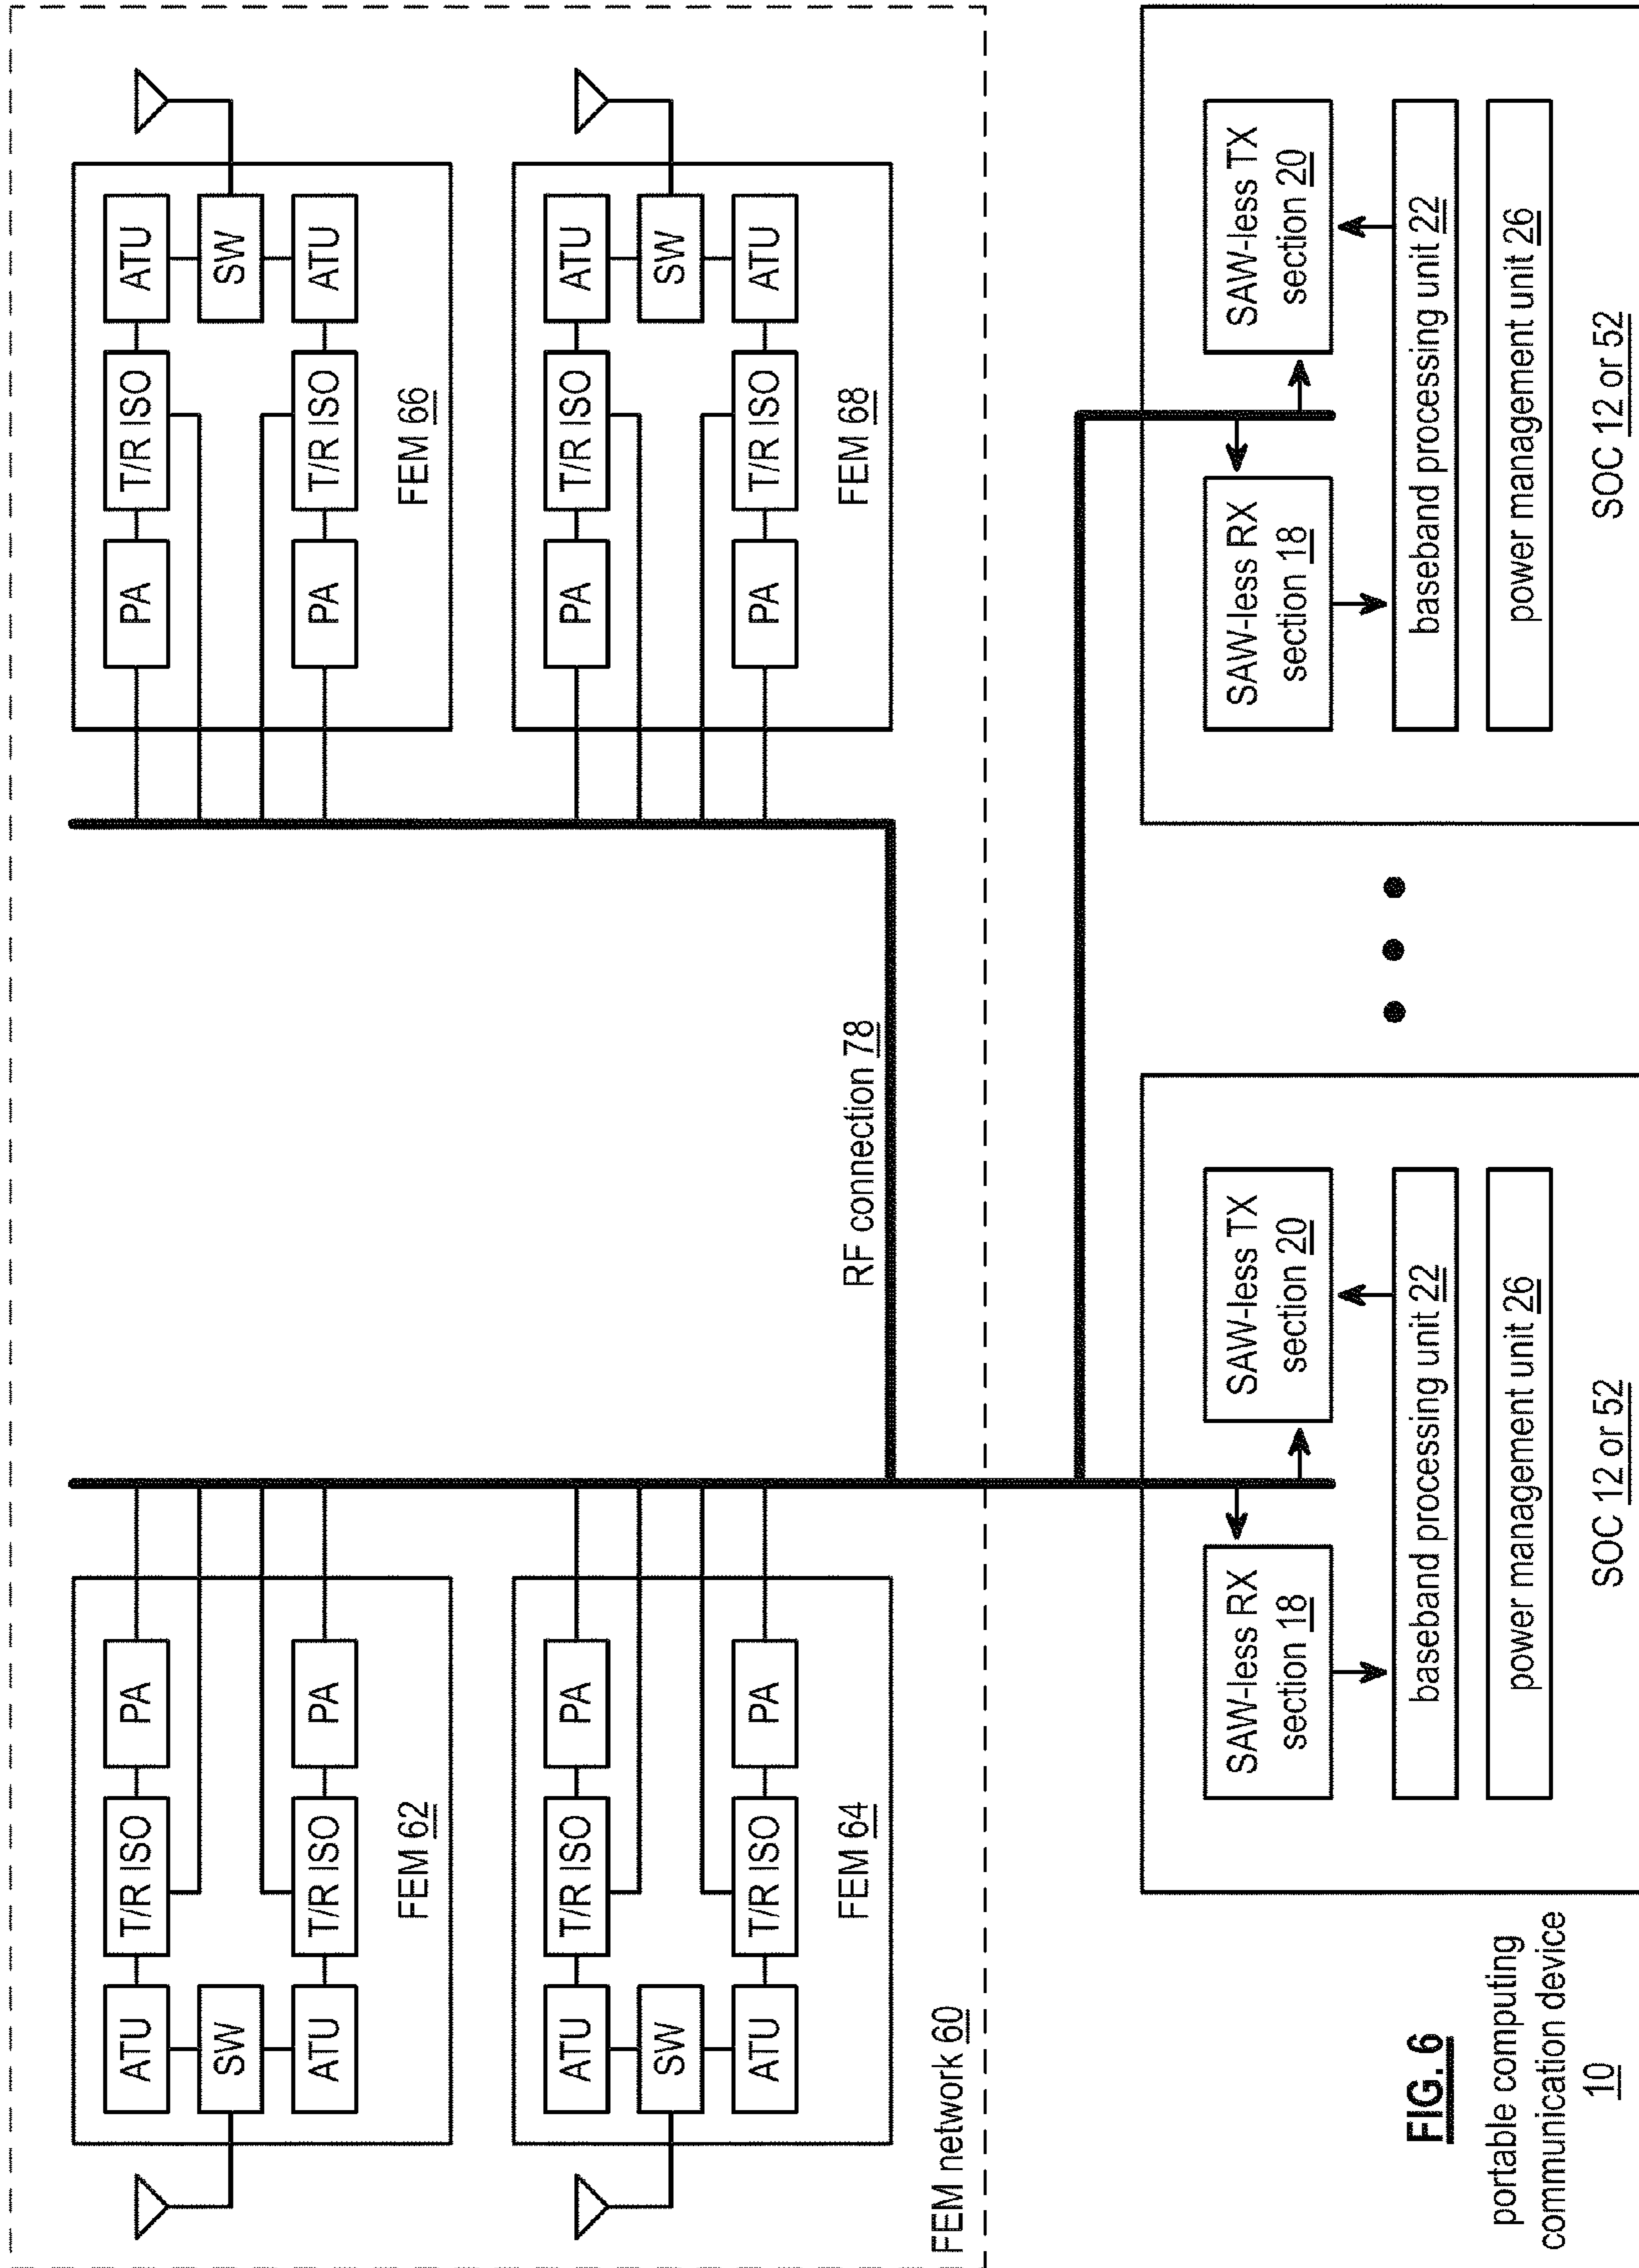 ATU
T/R ISO
PA
SW
ATU
T/R ISO
PA
FEM 62
PA
T/R ISO
ATU
SW
PA
T/R ISO
ATU
FEM 66
ATU
T/R ISO
PA
SW
ATU
T/R ISO
PA
FEM 64
PA
T/R ISO
ATU
SW
PA
T/R ISO
ATU
FEM 68
RF connection 78
FEM network 60
SAW-less RX
section 18
SAW-less TX
section 20
baseband processing unit 22
power management unit 26
SOC 12 or 52
SAW-less RX
section 18
SAW-less TX
section 20
baseband processing unit 22
power management unit 26
SOC 12 or 52
FIG. 6
portable computing
communication device
10